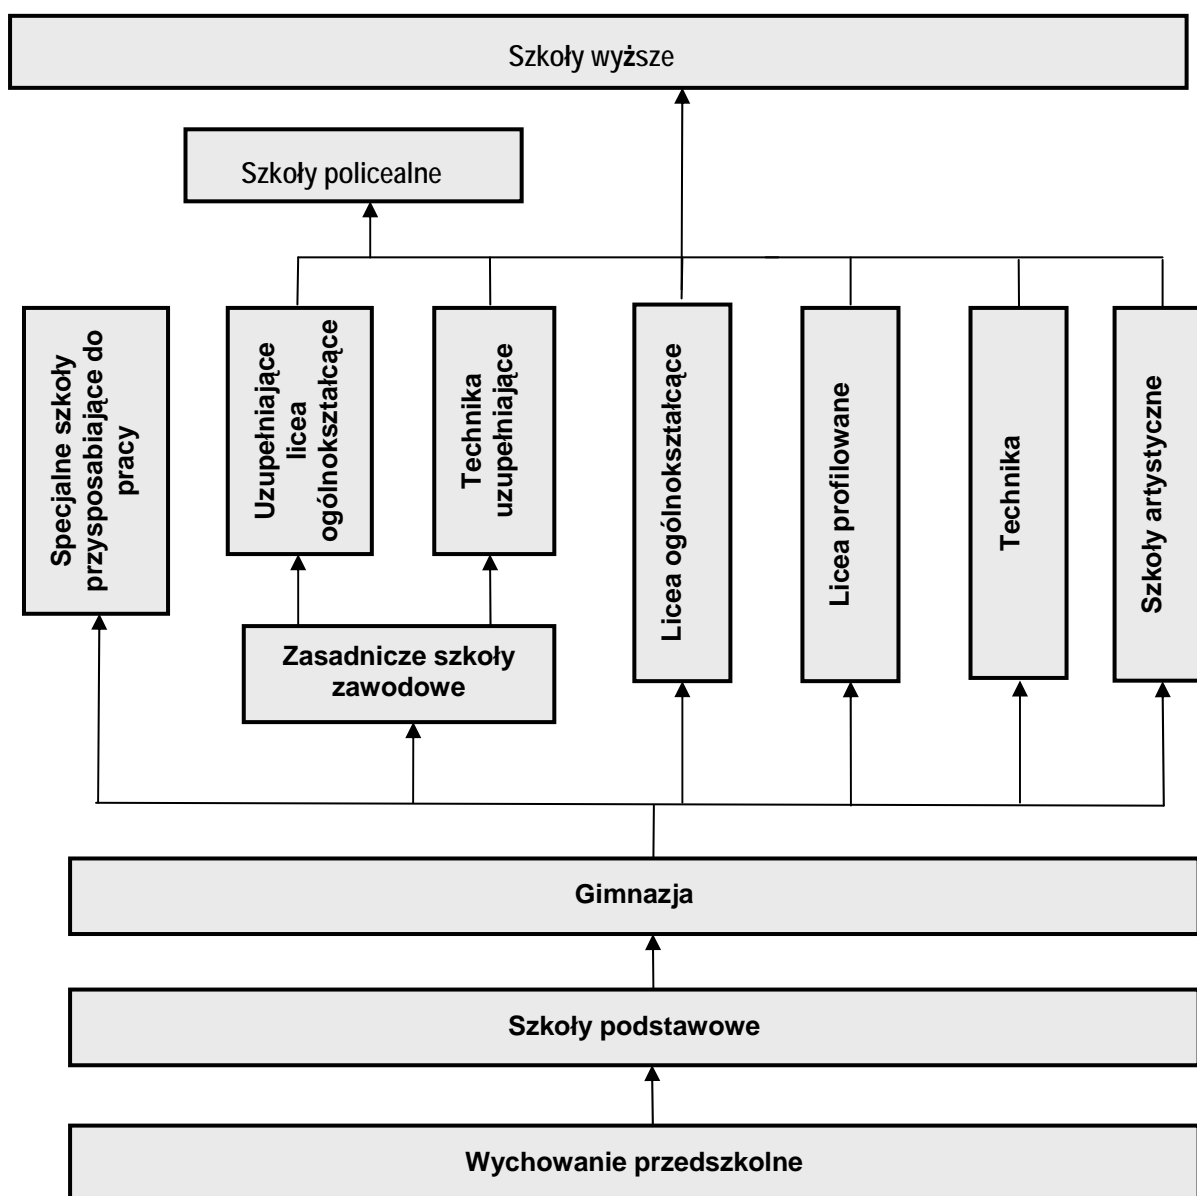 Szkoły wyższe
Szkoły policealne
Specjalne szkoły
przysposabiające do
pracy
Uzupełniające
licea
ogólnokształcące
Technika
uzupełniające
Licea ogólnokształcące
Licea profilowane
Technika
Szkoły artystyczne
Zasadnicze szkoły
zawodowe
Gimnazja
Szkoły podstawowe
Wychowanie przedszkolne